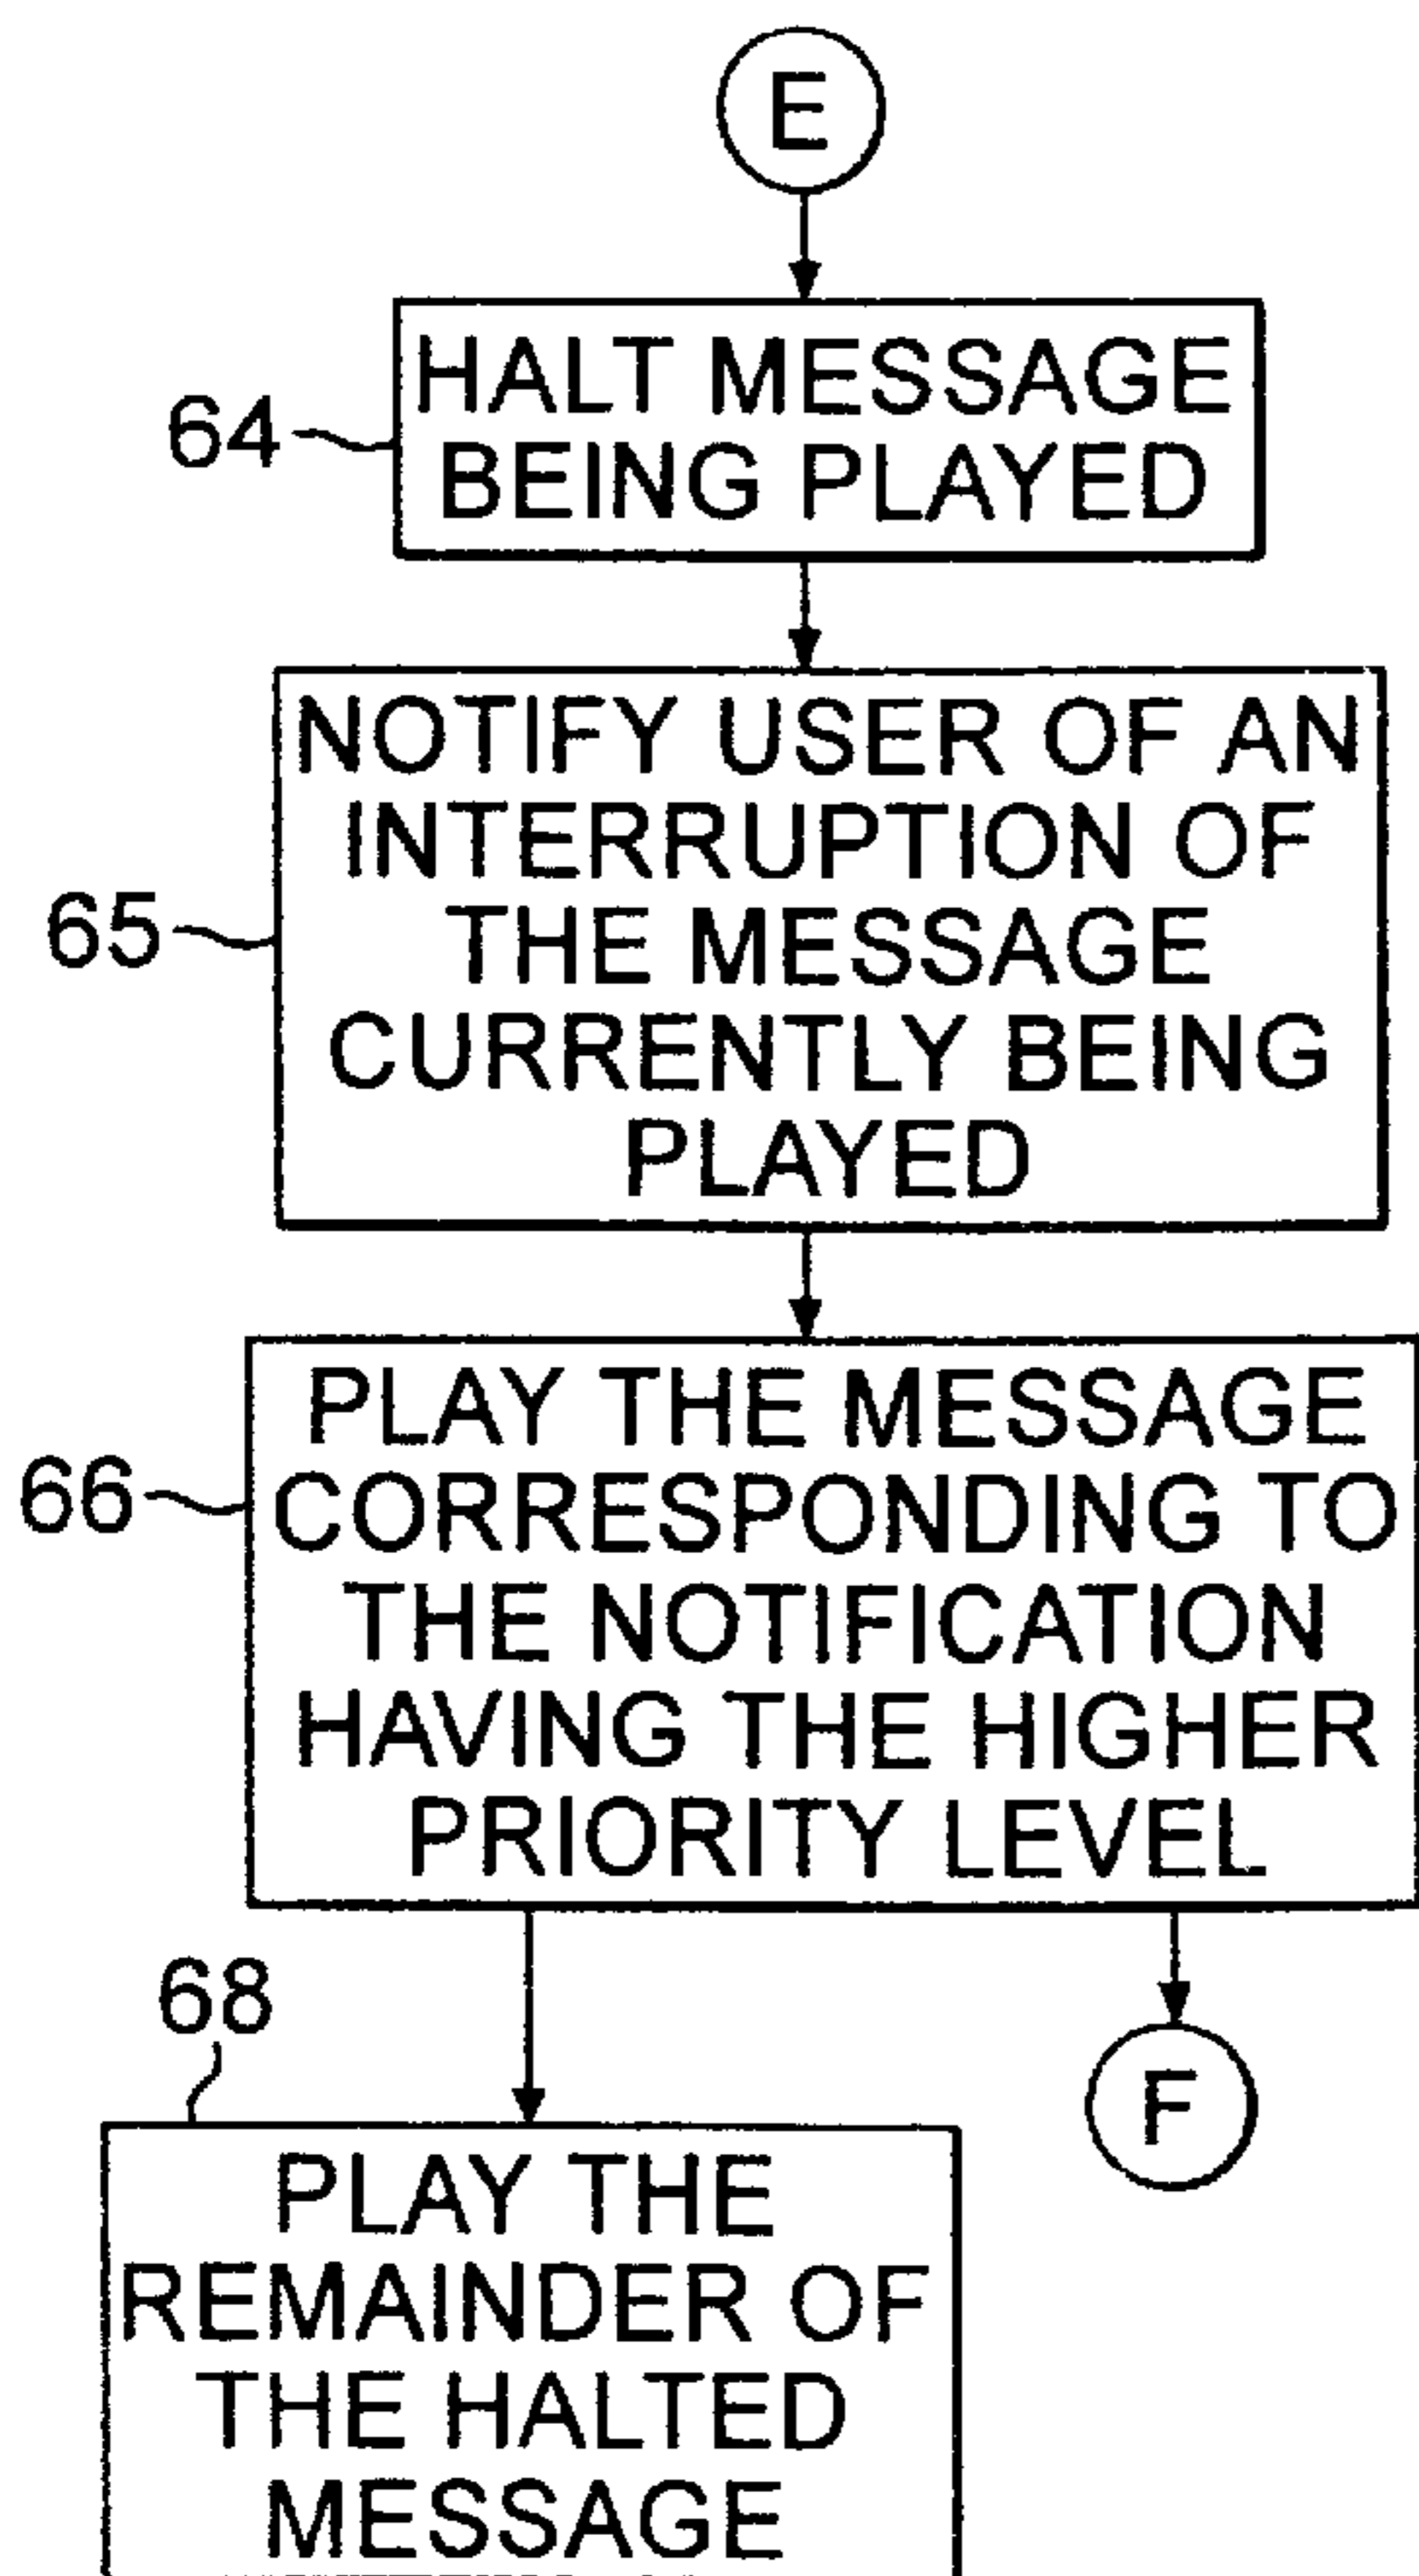 E
64
HALT MESSAGE
BEING PLAYED
65
NOTIFY USER OF AN
INTERRUPTION OF
THE MESSAGE
CURRENTLY BEING
PLAYED
66
PLAY THE MESSAGE
CORRESPONDING TO
THE NOTIFICATION
HAVING THE HIGHER
PRIORITY LEVEL
68
F
PLAY THE
REMAINDER OF
THE HALTED
MESSAGE